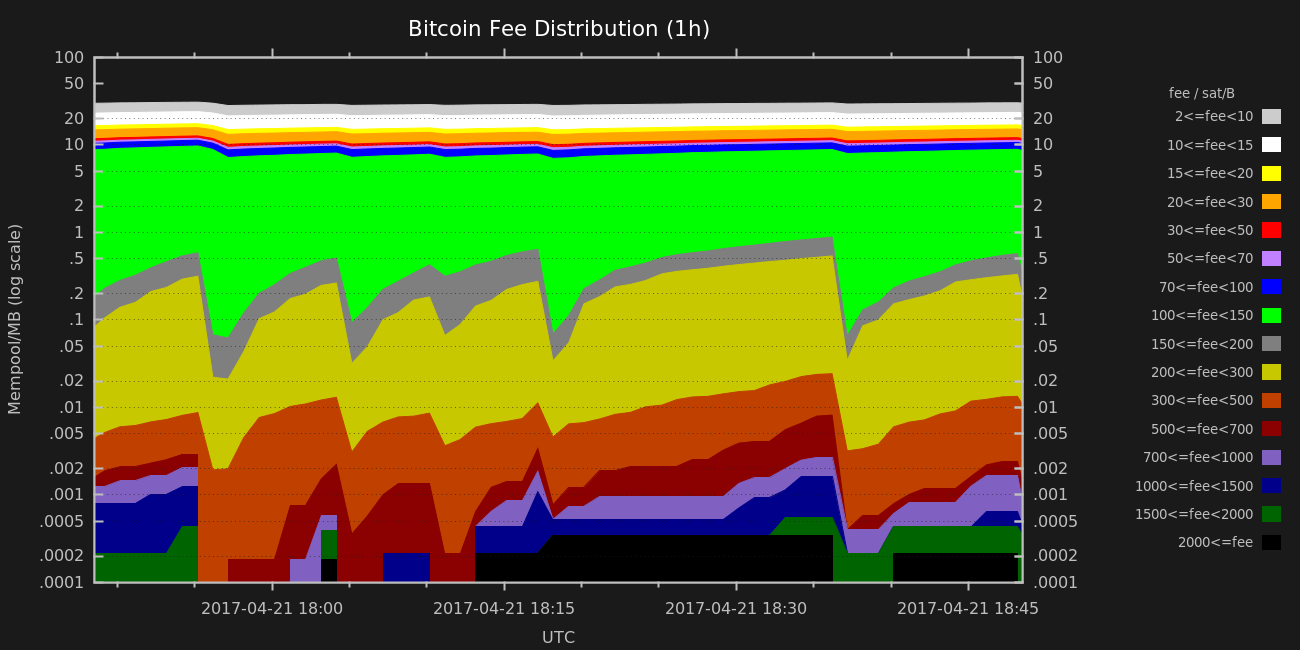 Bitcoin Fee Distribution (1h)
Mempool/MB (log scale)
100
50
20
10
5
2
1
.5
.2
.1
.05
.02
.01
.005
.002
.001
.0005
.0002
.0001
100
50
20
10
5
2
1
.5
.2
.1
.05
.02
.01
.005
.002
.001
.0005
.0002
.0001
fee / sat/B
2<=fee<10
10<=fee<15
15<=fee<20
20<=fee<30
30<=fee<50
50<=fee<70
70<=fee<100
100<=fee<150
150<=fee<200
200<=fee<300
300<=fee<500
500<=fee<700
700<=fee<1000
1000<=fee<1500
1500<=fee<2000
2000<=fee
2017-04-21 18:00 2017-04-21 18:15 2017-04-21 18:30 2017-04-21 18:45
UTC